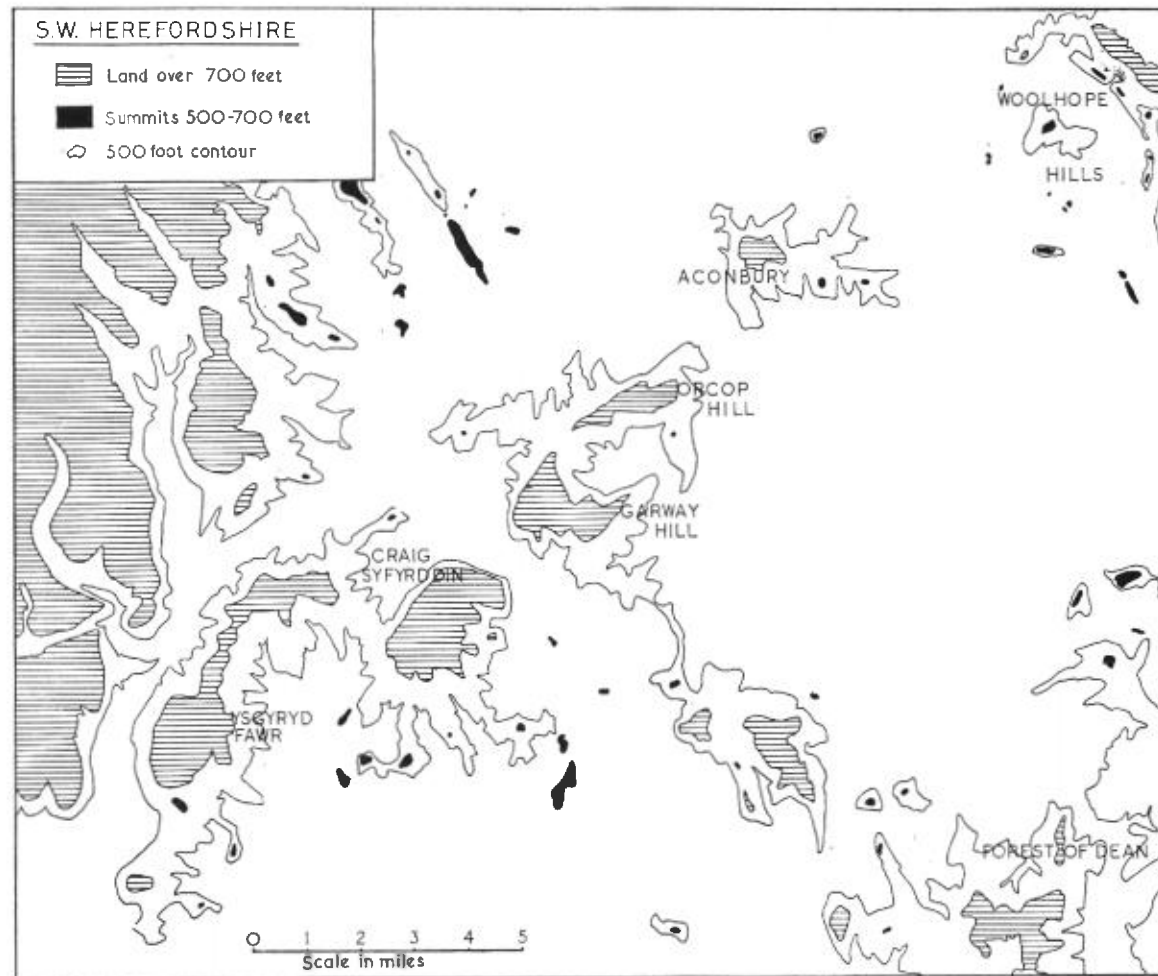 S.W. HEREFORDSHIRE
Land over 700 feet
Summits 500-700 feet
500 foot contour
WOOLHOPE
HILLS
ACONBURY
ORCOP
HILL
GARWAY
HILL
CRAIG
SYFYRDDIN
YSGYRYD
FAWR
FOREST OF DEAN
0 1 2 3 4 5
Scale in miles